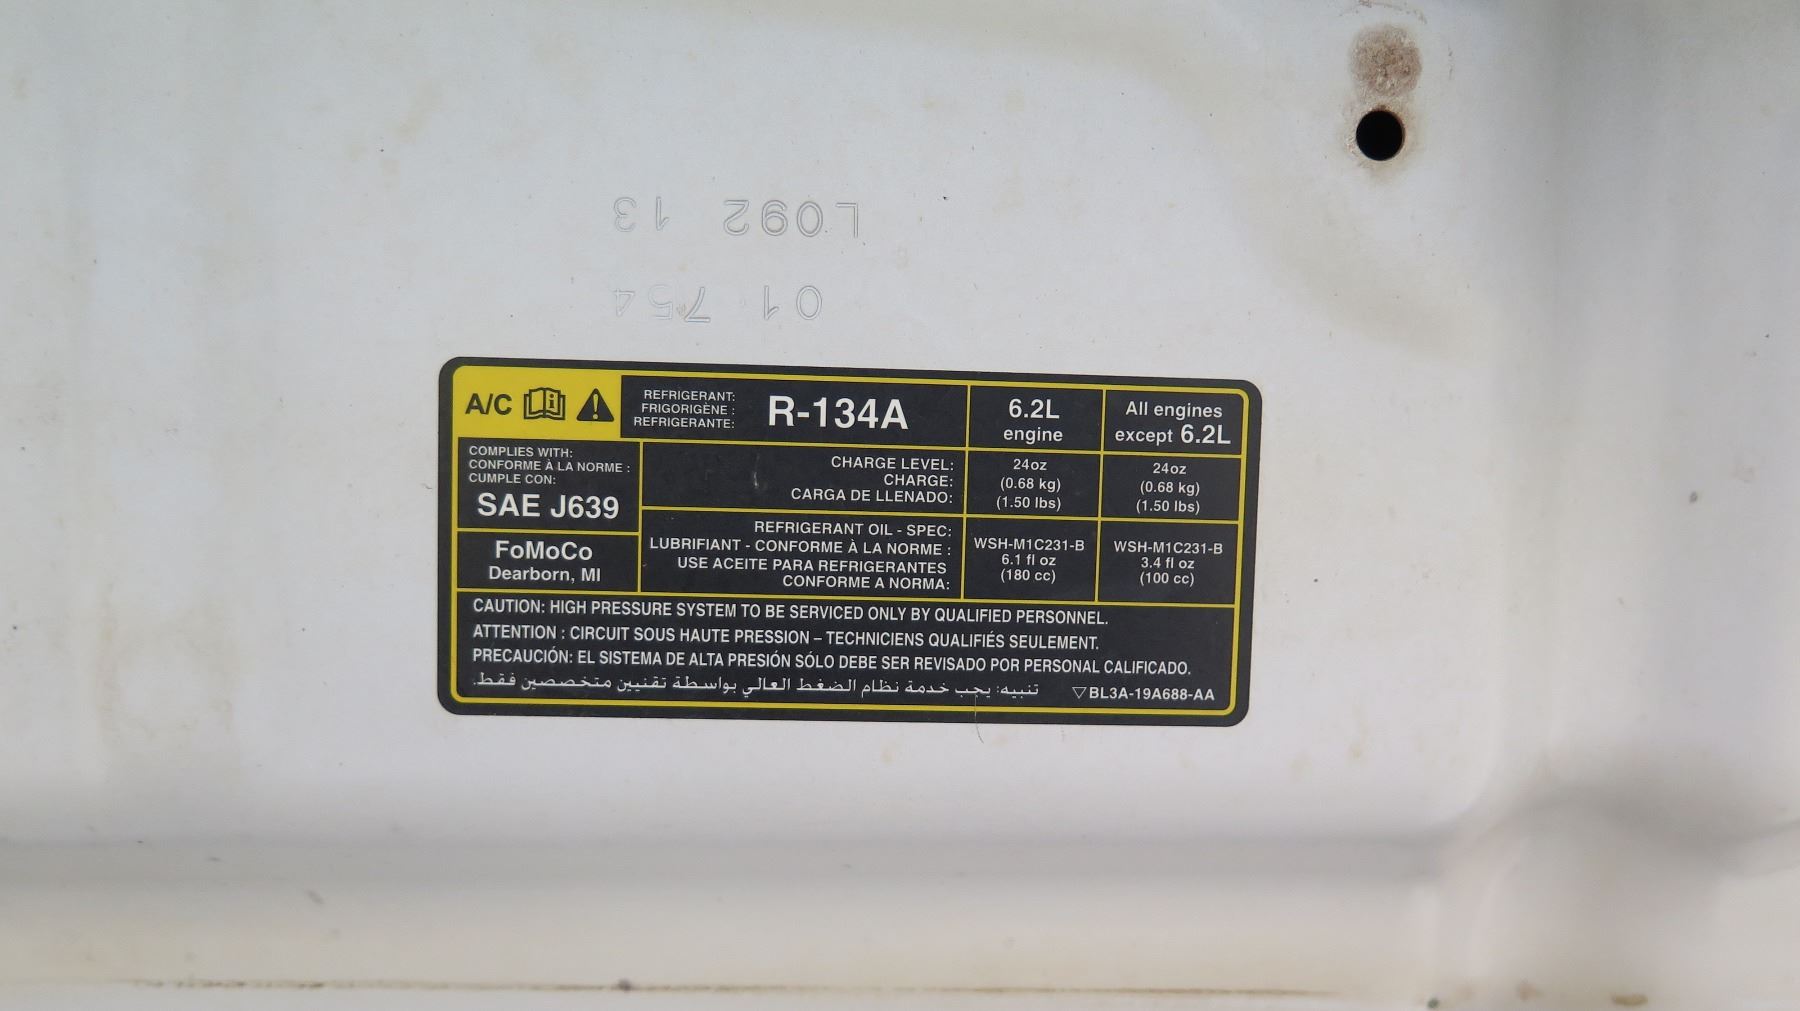 L092 13
01 754
A/C
REFRIGERANT:
FRIGORIGÈNE :
REFRIGERANTE:
R-134A
6.2L
engine
All engines
except 6.2L
COMPLIES WITH:
CONFORME À LA NORME :
CUMPLE CON:
SAE J639
CHARGE LEVEL:
CHARGE:
CARGA DE LLENADO:
24oz
(0.68 kg)
(1.50 lbs)
24oz
(0.68 kg)
(1.50 lbs)
FoMoCo
Dearborn, MI
REFRIGERANT OIL - SPEC:
LUBRIFIANT - CONFORME À LA NORME :
USE ACEITE PARA REFRIGERANTES
CONFORME A NORMA:
WSH-M1C231-B
6.1 fl oz
(180 cc)
WSH-M1C231-B
3.4 fl oz
(100 cc)
CAUTION: HIGH PRESSURE SYSTEM TO BE SERVICED ONLY BY QUALIFIED PERSONNEL.
ATTENTION : CIRCUIT SOUS HAUTE PRESSION – TECHNICIENS QUALIFIÉS SEULEMENT.
PRECAUCIÓN: EL SISTEMA DE ALTA PRESIÓN SÓLO DEBE SER REVISADO POR PERSONAL CALIFICADO.
تنبيه: يجب خدمة نظام الضغط العالي بواسطة تقنيين متخصصين فقط.
▽BL3A-19A688-AA